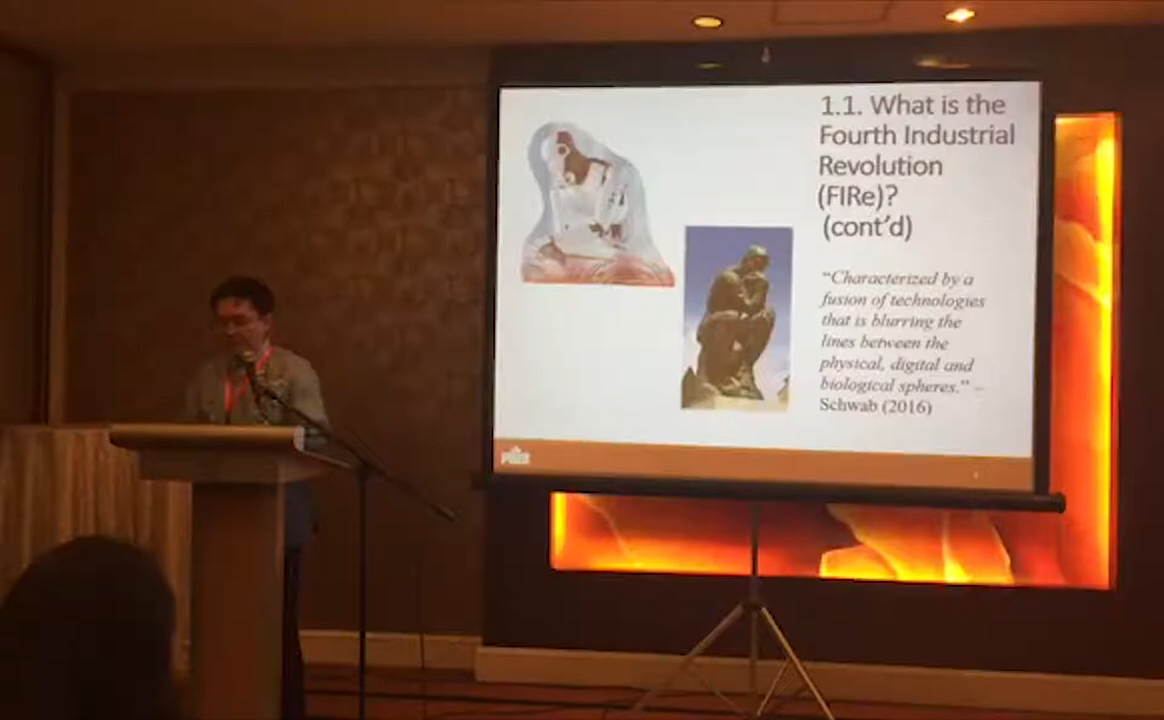 1.1. What is the
Fourth Industrial
Revolution
(FIRe)?
(cont'd)
"Characterized by a
fusion of technologies
that is blurring the
lines between the
physical, digital and
biological spheres." –
Schwab (2016)